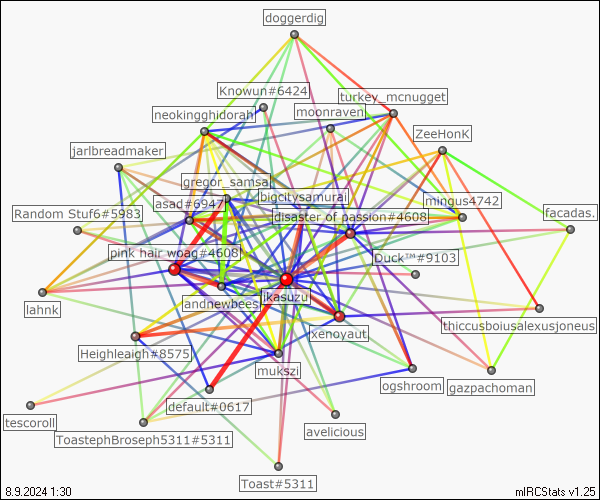 doggerdig
Knowun#6424
turkey_mcnugget
neokingghidorah
moonraven
ZeeHonK
jarlbreadmaker
gregor_samsa
bigcitysamurai
mingus4742
asad#6947
Random Stuf6#5983
disaster of passion#4608
facadas.
pink hair woag#4608
Duck™#9103
lahnk
andhewbees
jkasuzu
thiccusboiusalexusjoneus
xenoyaut
Heighleaigh#8575
mukszi
ogshroom
gazpachoman
default#0617
tescoroll
avelicious
ToastephBroseph5311#5311
Toast#5311
8.9.2024 1:30
mIRCStats v1.25